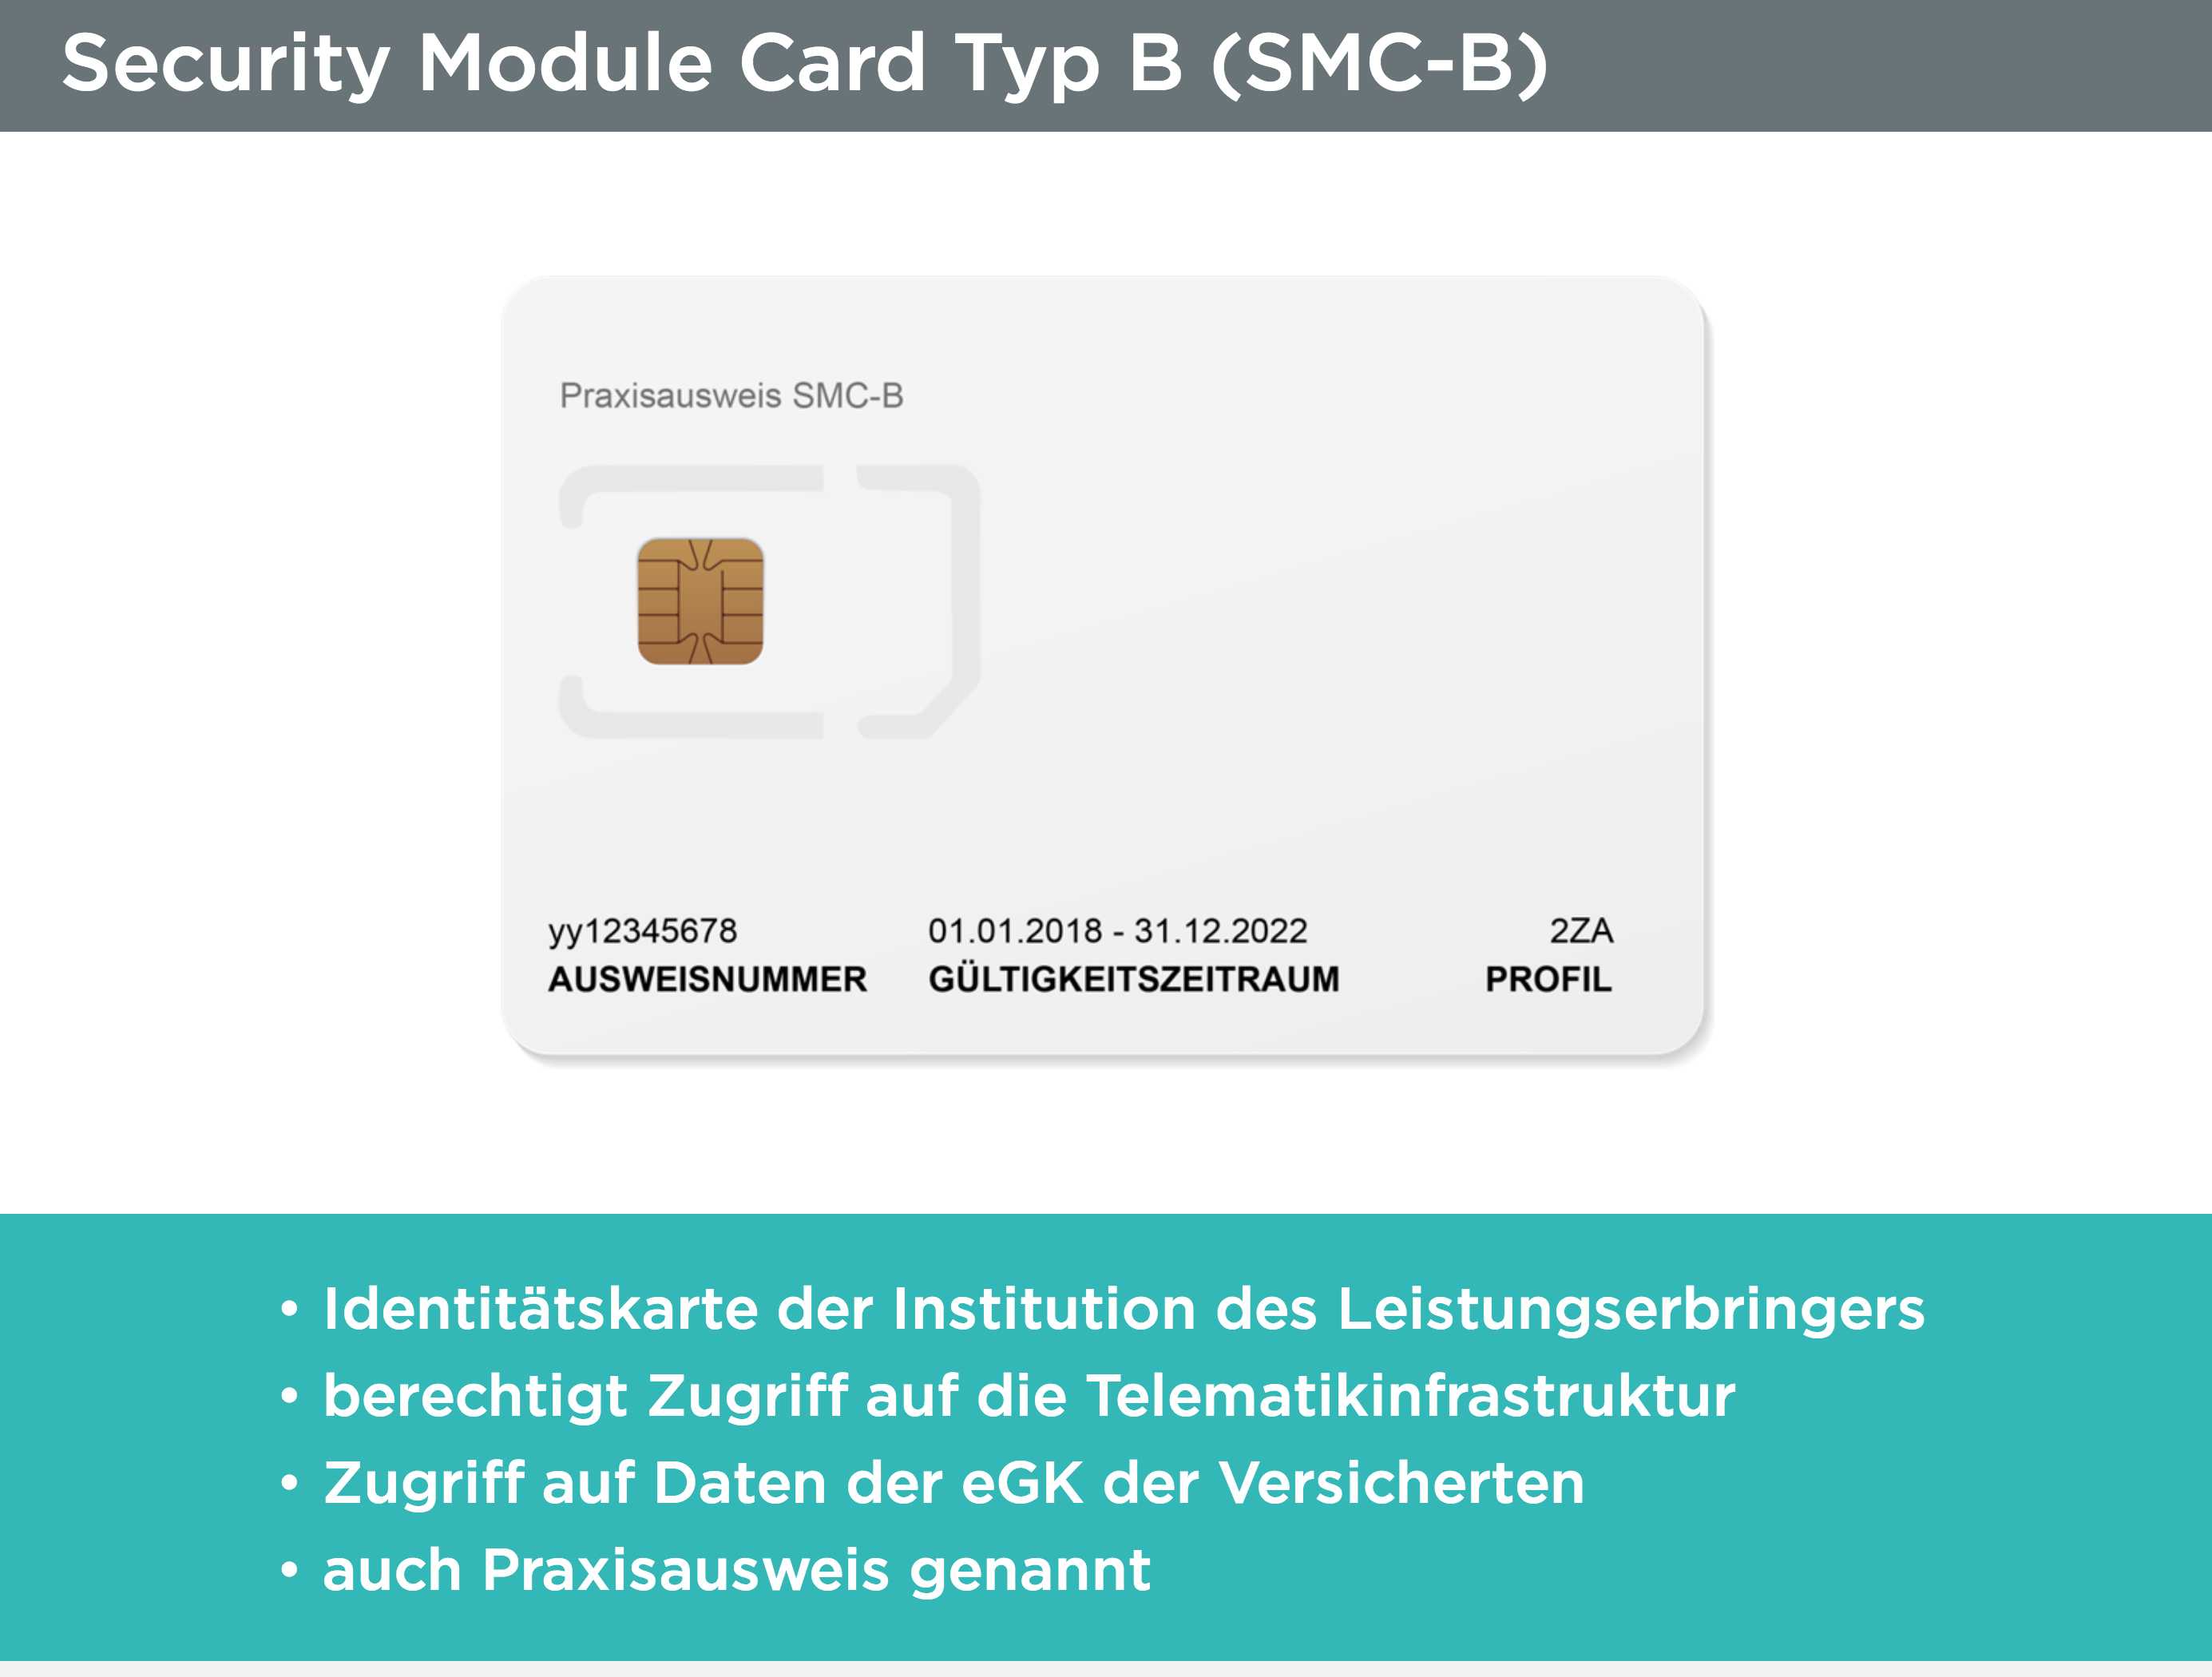 Security Module Card Typ B (SMC-B)
Praxisausweis SMC-B
yy12345678 01.01.2018 - 31.12.2022 2ZA
AUSWEISNUMMER GÜLTIGKEITSZEITRAUM PROFIL
• Identitätskarte der Institution des Leistungserbringers
• berechtigt Zugriff auf die Telematikinfrastruktur
• Zugriff auf Daten der eGK der Versicherten
• auch Praxisausweis genannt